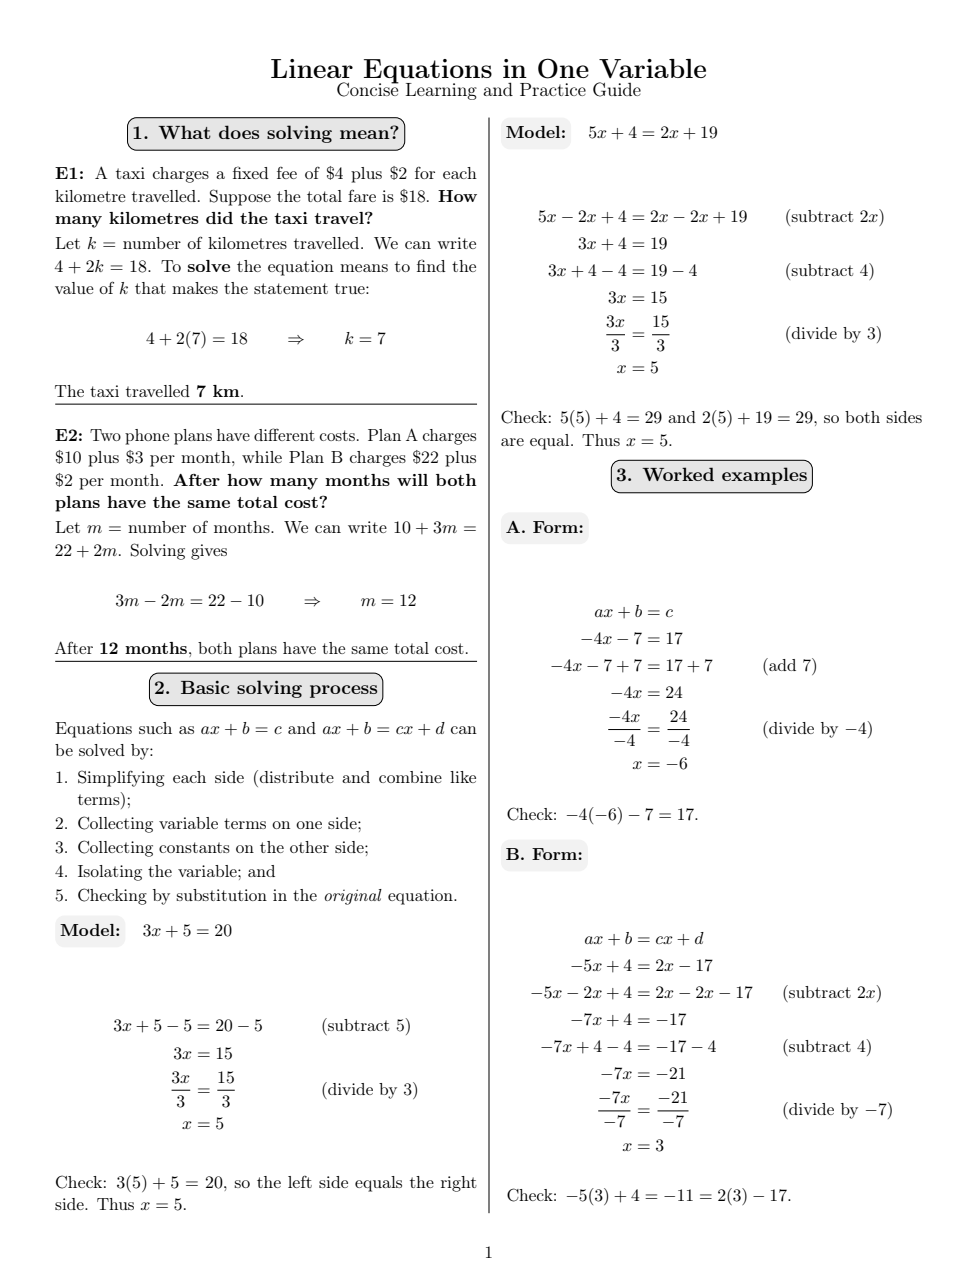 Linear Equations in One Variable
Concise Learning and Practice Guide
1. What does solving mean?
E1: A taxi charges a fixed fee of $4 plus $2 for each
kilometre travelled. Suppose the total fare is $18. How
many kilometres did the taxi travel?
Let k = number of kilometres travelled. We can write
4 + 2k = 18. To solve the equation means to find the
value of k that makes the statement true:
4 + 2(7) = 18 ⇒ k = 7
The taxi travelled 7 km.
E2: Two phone plans have different costs. Plan A charges
$10 plus $3 per month, while Plan B charges $22 plus
$2 per month. After how many months will both
plans have the same total cost?
Let m = number of months. We can write 10 + 3m =
22 + 2m. Solving gives
3m − 2m = 22 − 10 ⇒ m = 12
After 12 months, both plans have the same total cost.
2. Basic solving process
Equations such as ax + b = c and ax + b = cx + d can
be solved by:
1. Simplifying each side (distribute and combine like
terms);
2. Collecting variable terms on one side;
3. Collecting constants on the other side;
4. Isolating the variable; and
5. Checking by substitution in the original equation.
Model: 3x + 5 = 20
3x + 5 − 5 = 20 − 5 (subtract 5)
3x = 15
3x/3 = 15/3 (divide by 3)
x = 5
Check: 3(5) + 5 = 20, so the left side equals the right
side. Thus x = 5.
Model: 5x + 4 = 2x + 19
5x − 2x + 4 = 2x − 2x + 19 (subtract 2x)
3x + 4 = 19
3x + 4 − 4 = 19 − 4 (subtract 4)
3x = 15
3x/3 = 15/3 (divide by 3)
x = 5
Check: 5(5) + 4 = 29 and 2(5) + 19 = 29, so both sides
are equal. Thus x = 5.
3. Worked examples
A. Form:
ax + b = c
−4x − 7 = 17
−4x − 7 + 7 = 17 + 7 (add 7)
−4x = 24
−4x/−4 = 24/−4 (divide by −4)
x = −6
Check: −4(−6) − 7 = 17.
B. Form:
ax + b = cx + d
−5x + 4 = 2x − 17
−5x − 2x + 4 = 2x − 2x − 17 (subtract 2x)
−7x + 4 = −17
−7x + 4 − 4 = −17 − 4 (subtract 4)
−7x = −21
−7x/−7 = −21/−7 (divide by −7)
x = 3
Check: −5(3) + 4 = −11 = 2(3) − 17.
1